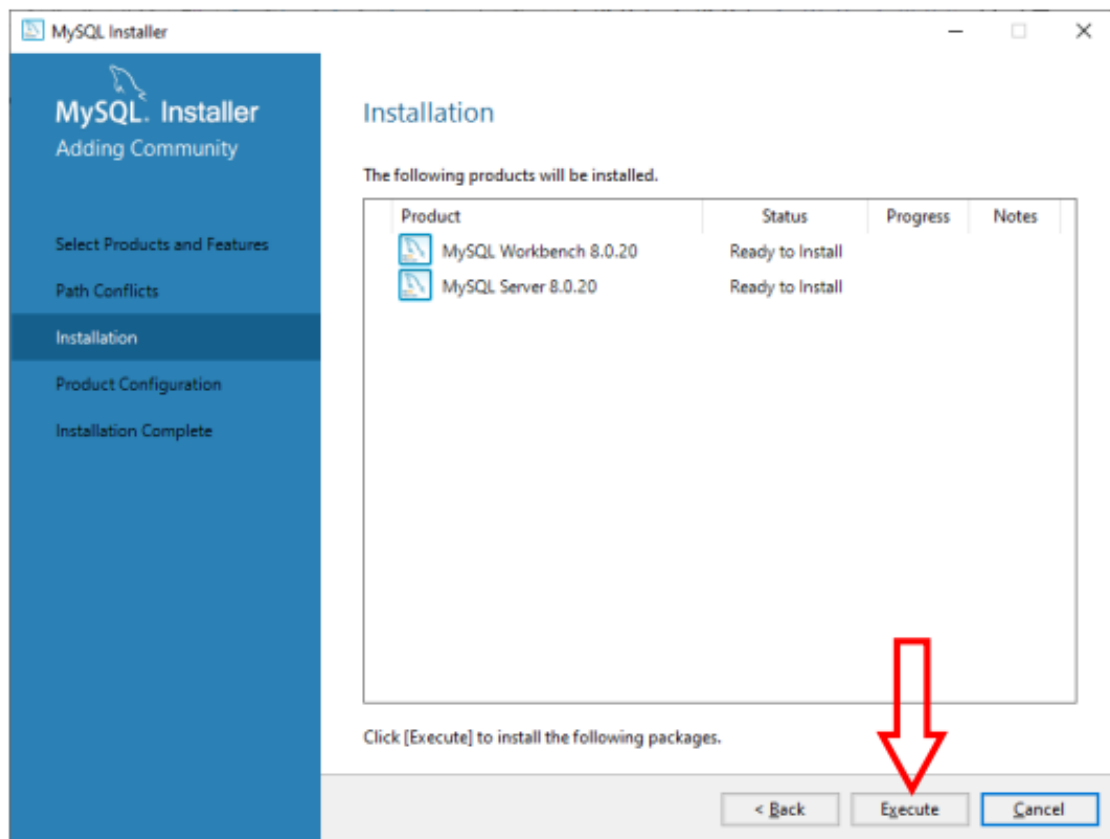 MySQL Installer
MySQL. Installer
Adding Community
Select Products and Features
Path Conflicts
Installation
Product Configuration
Installation Complete
Installation
The following products will be installed.
Product Status Progress Notes
MySQL Workbench 8.0.20 Ready to Install
MySQL Server 8.0.20 Ready to Install
Click [Execute] to install the following packages.
< Back Execute Cancel